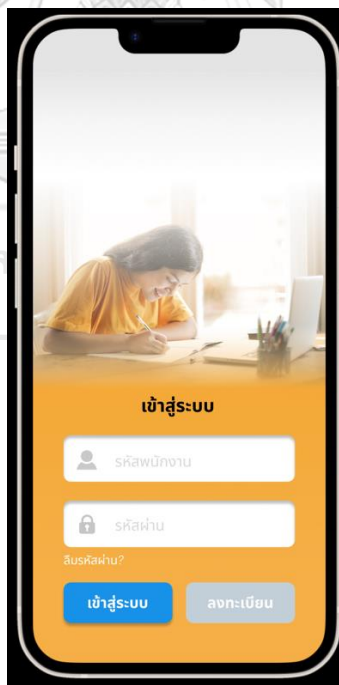 เข้าสู่ระบบ
รหัสพนักงาน
รหัสผ่าน
ลืมรหัสผ่าน?
เข้าสู่ระบบ ลงทะเบียน